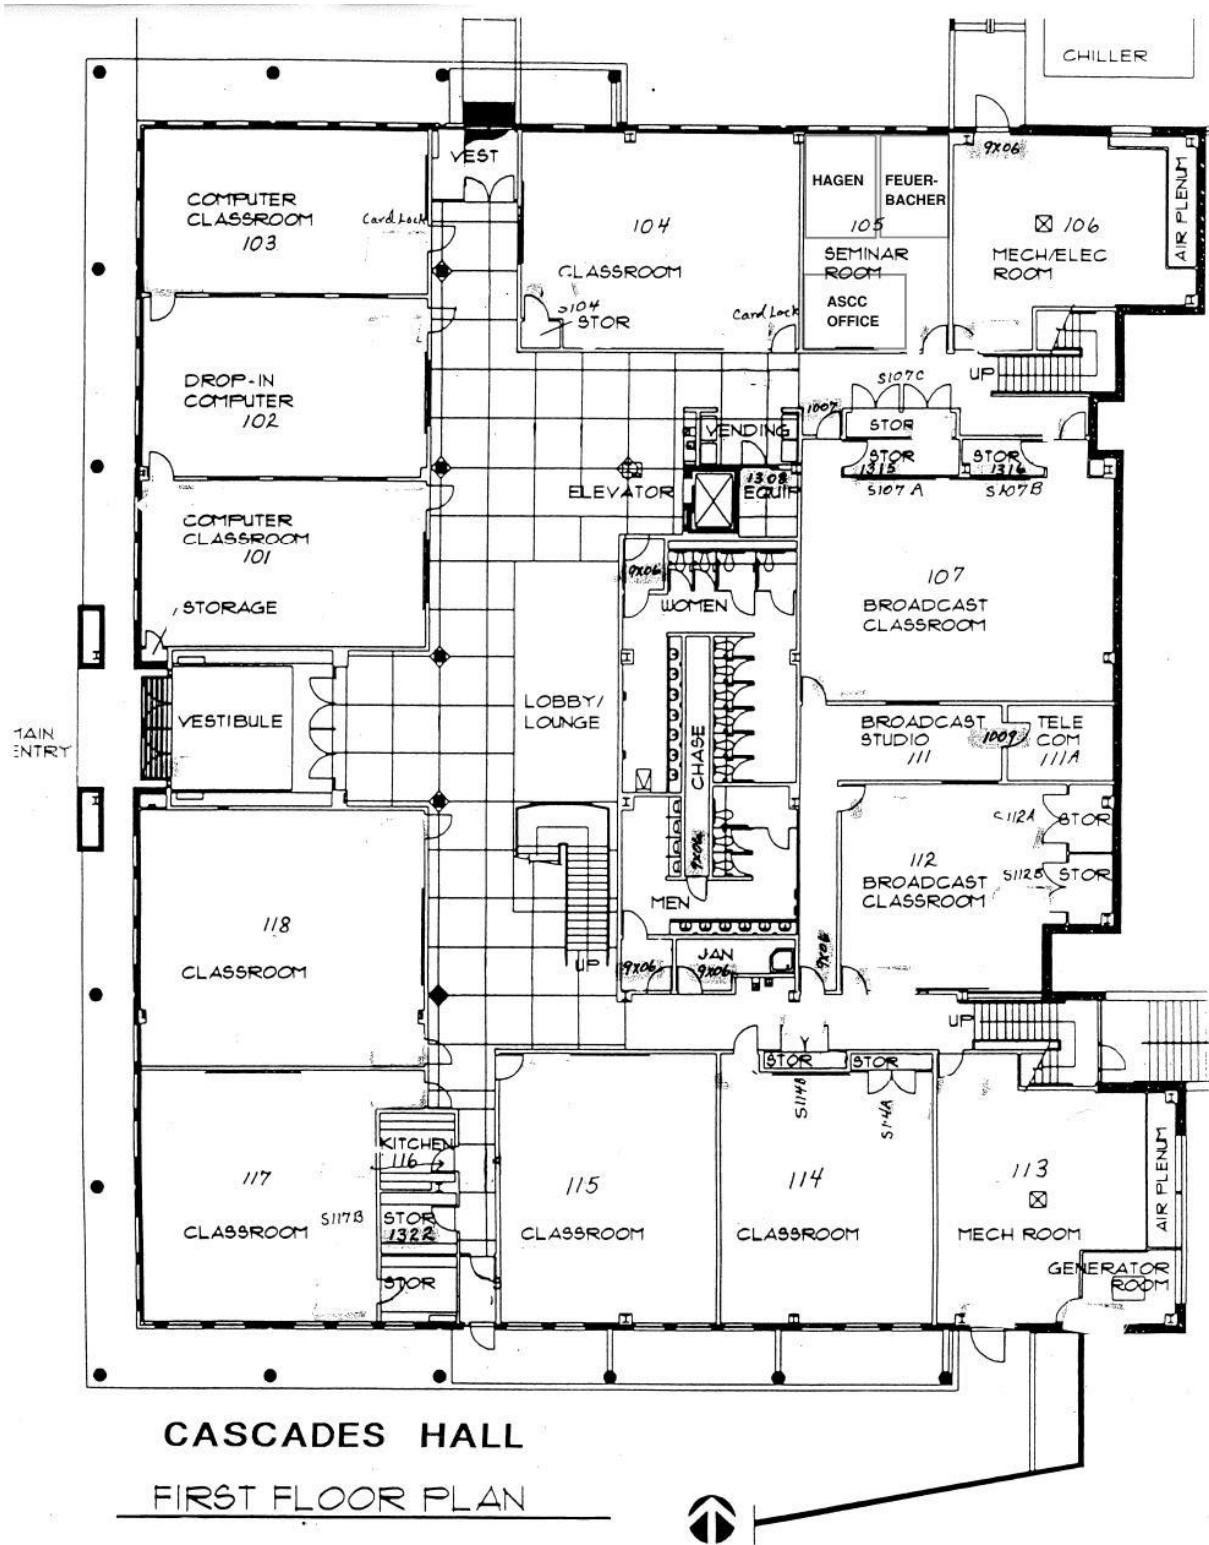 CHILLER
VEST
COMPUTER
CLASSROOM
103
Card Lock
104
CLASSROOM
S104
STOR
Card Lock
HAGEN
FEUER-
BACHER
105
SEMINAR
ROOM
ASCC
OFFICE
9X06
106
MECH/ELEC
ROOM
AIR PLENUM
UP
DROP-IN
COMPUTER
102
S107C
1007
STOR
VENDING
STOR
1315
S107A
STOR
1316
S107B
ELEVATOR
1308
EQUIP
COMPUTER
CLASSROOM
101
STORAGE
9X06
WOMEN
107
BROADCAST
CLASSROOM
MAIN
ENTRY
VESTIBULE
LOBBY/
LOUNGE
CHASE
BROADCAST
STUDIO
111
1009
TELE
COM
111A
S112A
STOR
112
BROADCAST
CLASSROOM
S112B
STOR
9X06
MEN
118
CLASSROOM
UP
9X06
JAN
9X06
9X06
UP
STOR
STOR
S114B
S114A
KITCHEN
116
117
CLASSROOM
S117B
STOR
1322
STOR
115
CLASSROOM
114
CLASSROOM
113
MECH ROOM
AIR PLENUM
GENERATOR
ROOM
CASCADES HALL
FIRST FLOOR PLAN